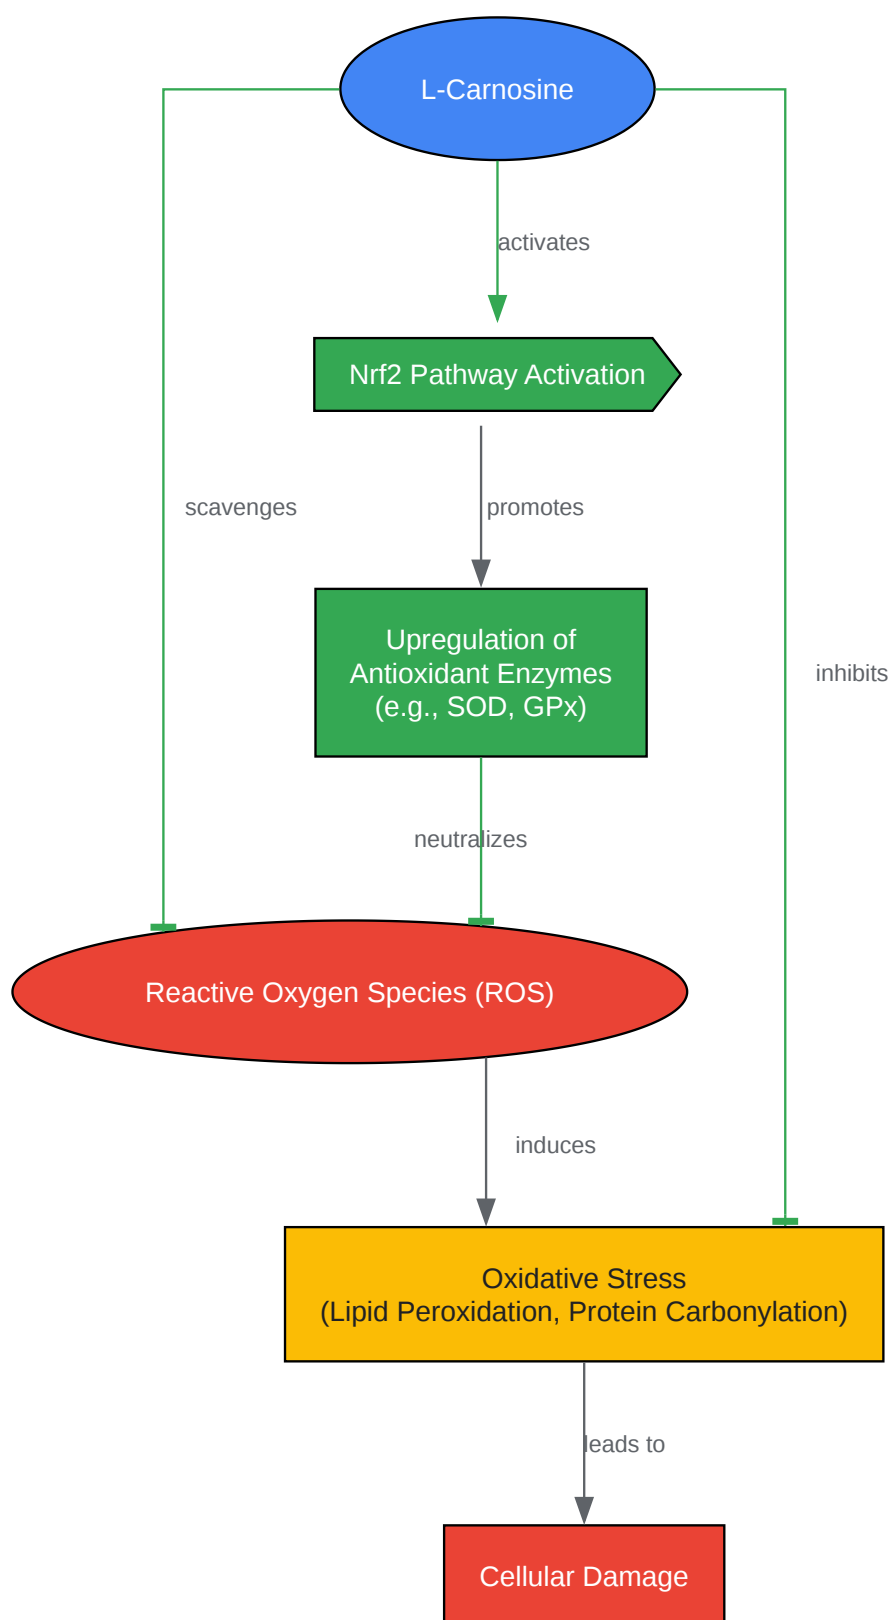 L-Carnosine
activates
Nrf2 Pathway Activation
scavenges
promotes
Upregulation of
Antioxidant Enzymes
(e.g., SOD, GPx)
inhibits
neutralizes
Reactive Oxygen Species (ROS)
induces
Oxidative Stress
(Lipid Peroxidation, Protein Carbonylation)
leads to
Cellular Damage